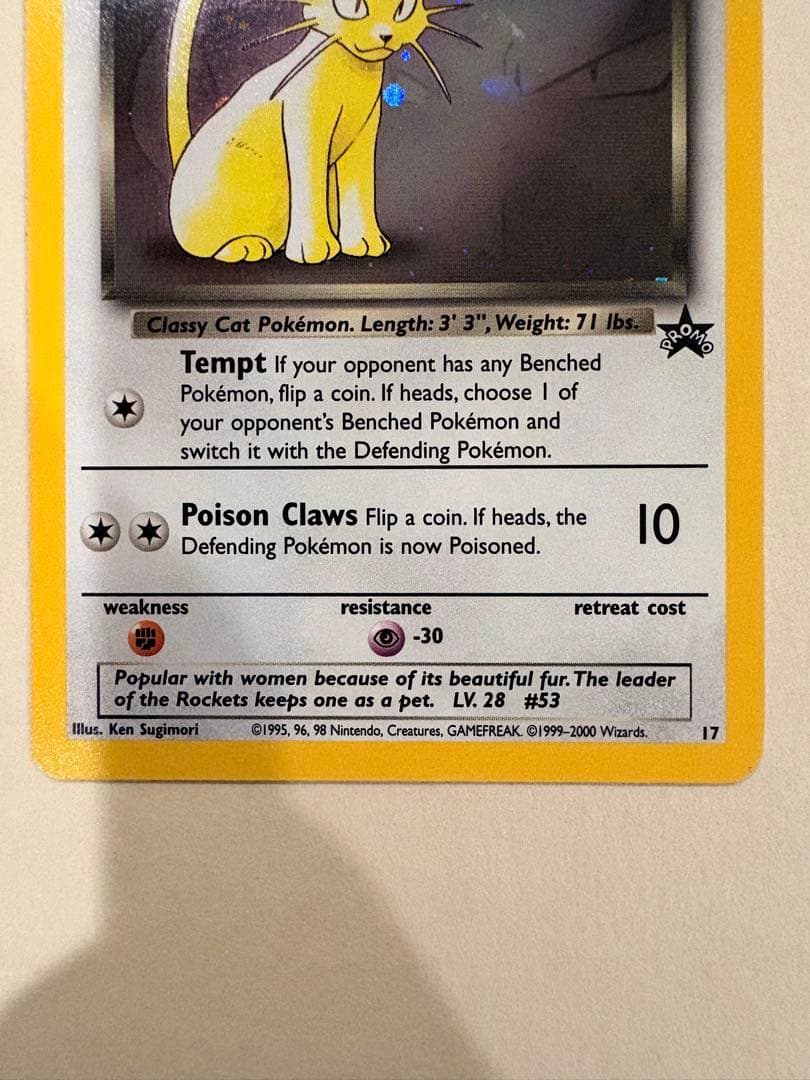 Classy Cat Pokémon. Length: 3' 3", Weight: 71 lbs.
PROMO
Tempt If your opponent has any Benched
Pokémon, flip a coin. If heads, choose 1 of
your opponent's Benched Pokémon and
switch it with the Defending Pokémon.
Poison Claws Flip a coin. If heads, the
Defending Pokémon is now Poisoned.
10
weakness resistance retreat cost
-30
Popular with women because of its beautiful fur. The leader
of the Rockets keeps one as a pet. LV. 28 #53
Illus. Ken Sugimori ©1995, 96, 98 Nintendo, Creatures, GAMEFREAK. ©1999–2000 Wizards. 17